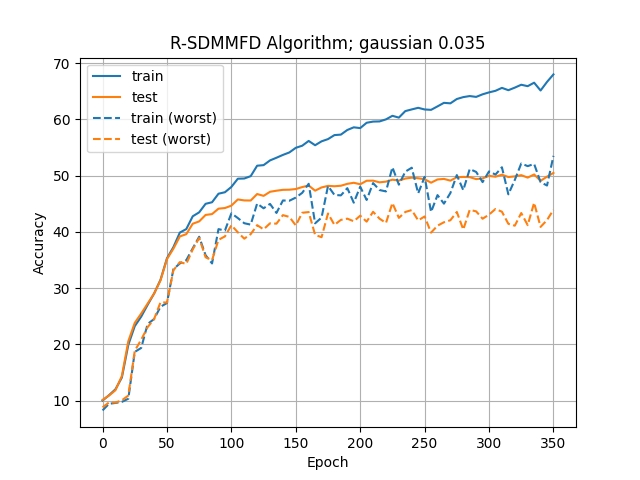 R-SDMMFD Algorithm; gaussian 0.035
train
test
train (worst)
test (worst)
70
60
50
40
30
20
10
Accuracy
0 50 100 150 200 250 300 350
Epoch